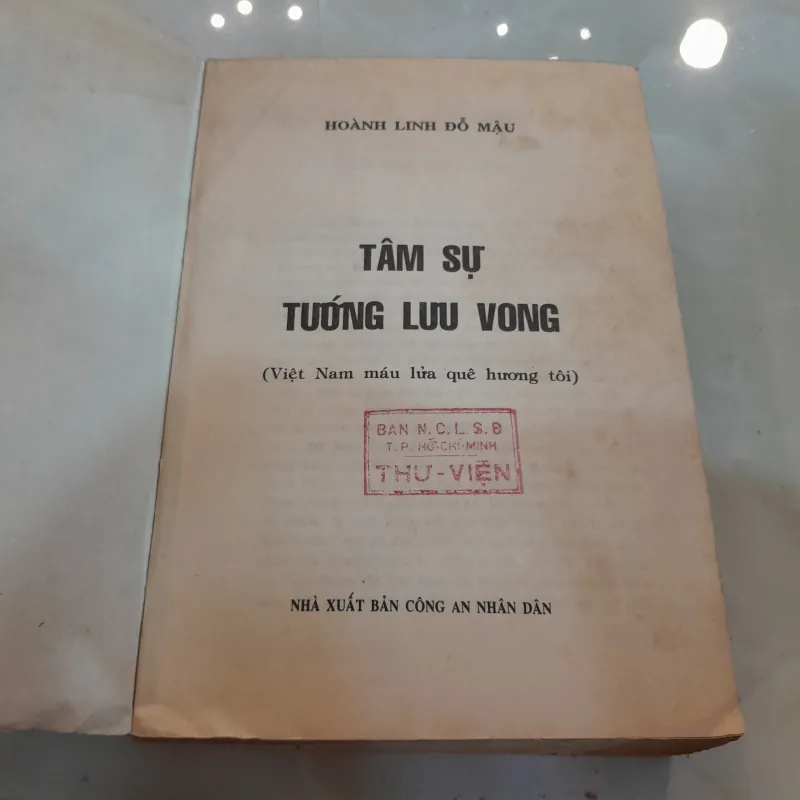 HOÀNH LINH ĐỖ MẬU
TÂM SỰ
TƯỚNG LƯU VONG
(Việt Nam máu lửa quê hương tôi)
BAN N.C.L.S.Đ
T.P. HỒ-CHÍ-MINH
THƯ-VIỆN
NHÀ XUẤT BẢN CÔNG AN NHÂN DÂN